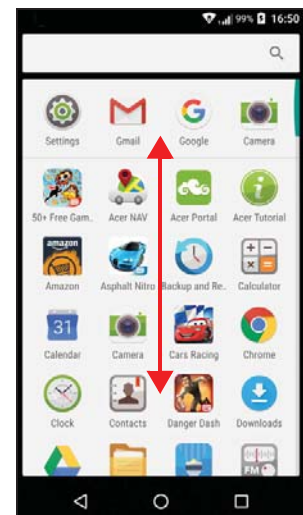 99% 16:50
Settings Gmail Google Camera
50+ Free Gam.. Acer NAV Acer Portal Acer Tutorial
amazon
Amazon Asphalt Nitro Backup and Re.. Calculator
31
Calendar Camera Cars Racing Chrome
Clock Contacts Danger Dash Downloads
FM